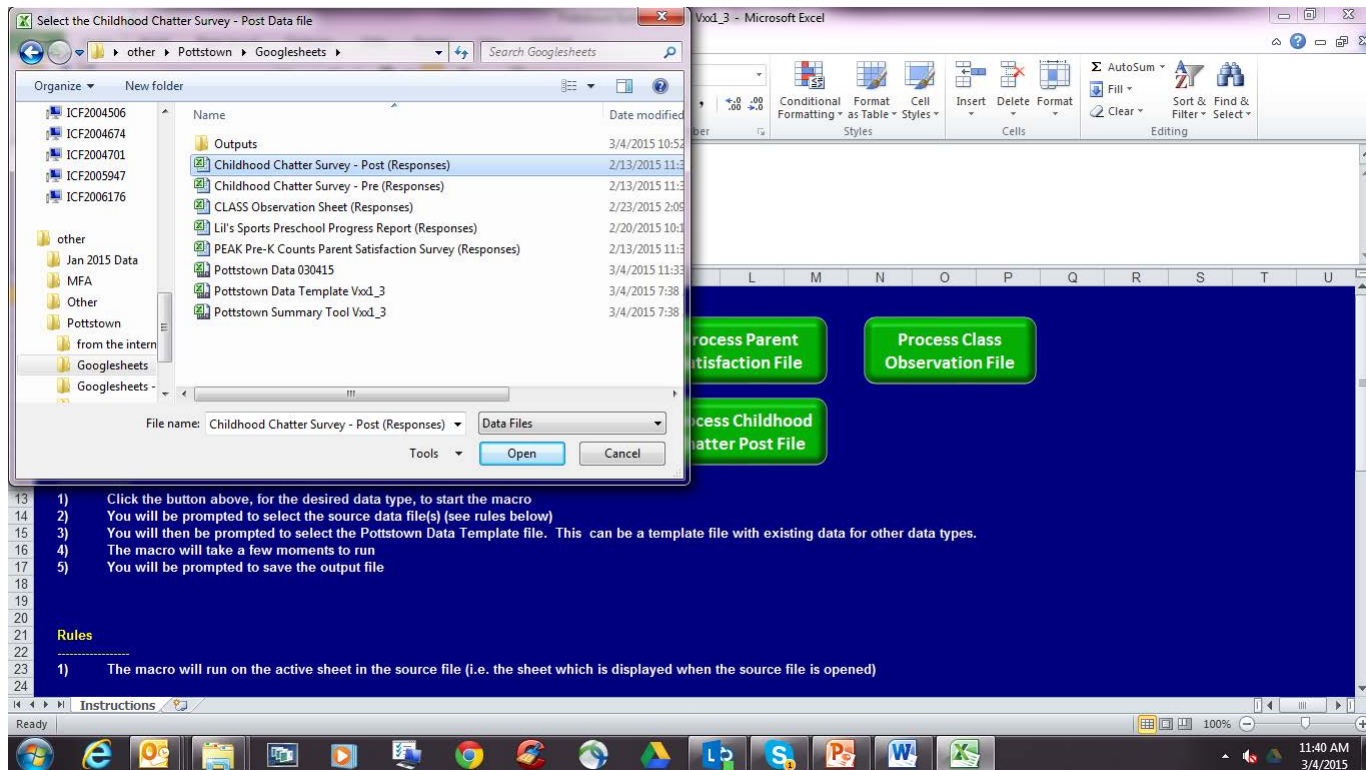 Select the Childhood Chatter Survey - Post Data file
Vxx1_3 - Microsoft Excel
other Pottstown Googlesheets
Search Googlesheets
Organize New folder
ICF2004506
ICF2004674
ICF2004701
ICF2005947
ICF2006176
other
Jan 2015 Data
MFA
Other
Pottstown
from the intern
Googlesheets
Googlesheets -
Name Date modified
Outputs 3/4/2015 10:52
Childhood Chatter Survey - Post (Responses) 2/13/2015 11:3
Childhood Chatter Survey - Pre (Responses) 2/13/2015 11:3
CLASS Observation Sheet (Responses) 2/23/2015 2:09
Lil's Sports Preschool Progress Report (Responses) 2/20/2015 10:1
PEAK Pre-K Counts Parent Satisfaction Survey (Responses) 2/13/2015 11:3
Pottstown Data 030415 3/4/2015 11:33
Pottstown Data Template Vxx1_3 3/4/2015 7:38
Pottstown Summary Tool Vxx1_3 3/4/2015 7:38
File name: Childhood Chatter Survey - Post (Responses) Data Files
Tools Open Cancel
Conditional Formatting
Format as Table
Cell Styles
Insert Delete Format
Σ AutoSum
Fill
Clear
Sort & Filter
Find & Select
ber Styles Cells Editing
L M N O P Q R S T U
rocess Parent
tisfaction File
Process Class
Observation File
cess Childhood
atter Post File
13 1) Click the button above, for the desired data type, to start the macro
14 2) You will be prompted to select the source data file(s) (see rules below)
15 3) You will then be prompted to select the Pottstown Data Template file. This can be a template file with existing data for other data types.
16 4) The macro will take a few moments to run
17 5) You will be prompted to save the output file
18
19
20
21 Rules
22 ------------------
23 1) The macro will run on the active sheet in the source file (i.e. the sheet which is displayed when the source file is opened)
24
Instructions
Ready 100%
11:40 AM
3/4/2015